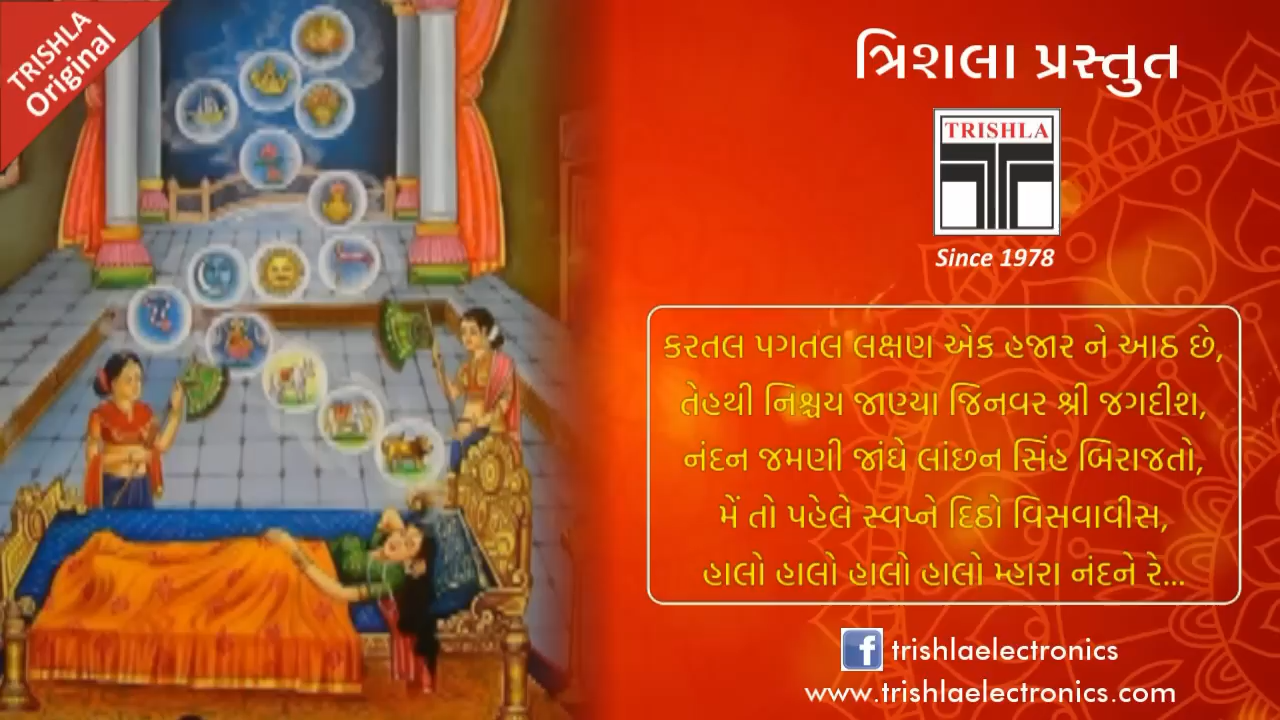 TRISHLA
Original
ત્રિશલા પ્રસ્તુત
TRISHLA
Since 1978
કરતલ પગતલ લક્ષણ એક હજાર ને આઠ છે,
તેહથી નિશ્ચય જાણ્યા જિનવર શ્રી જગદીશ,
નંદન જમણી જાંઘે લાંછન સિંહ બિરાજતો,
મેં તો પહેલે સ્વપ્ને દિઠો વિસવાવીસ,
હાલો હાલો હાલો હાલો મ્હારા નંદને રે...
f trishlaelectronics
www.trishlaelectronics.com